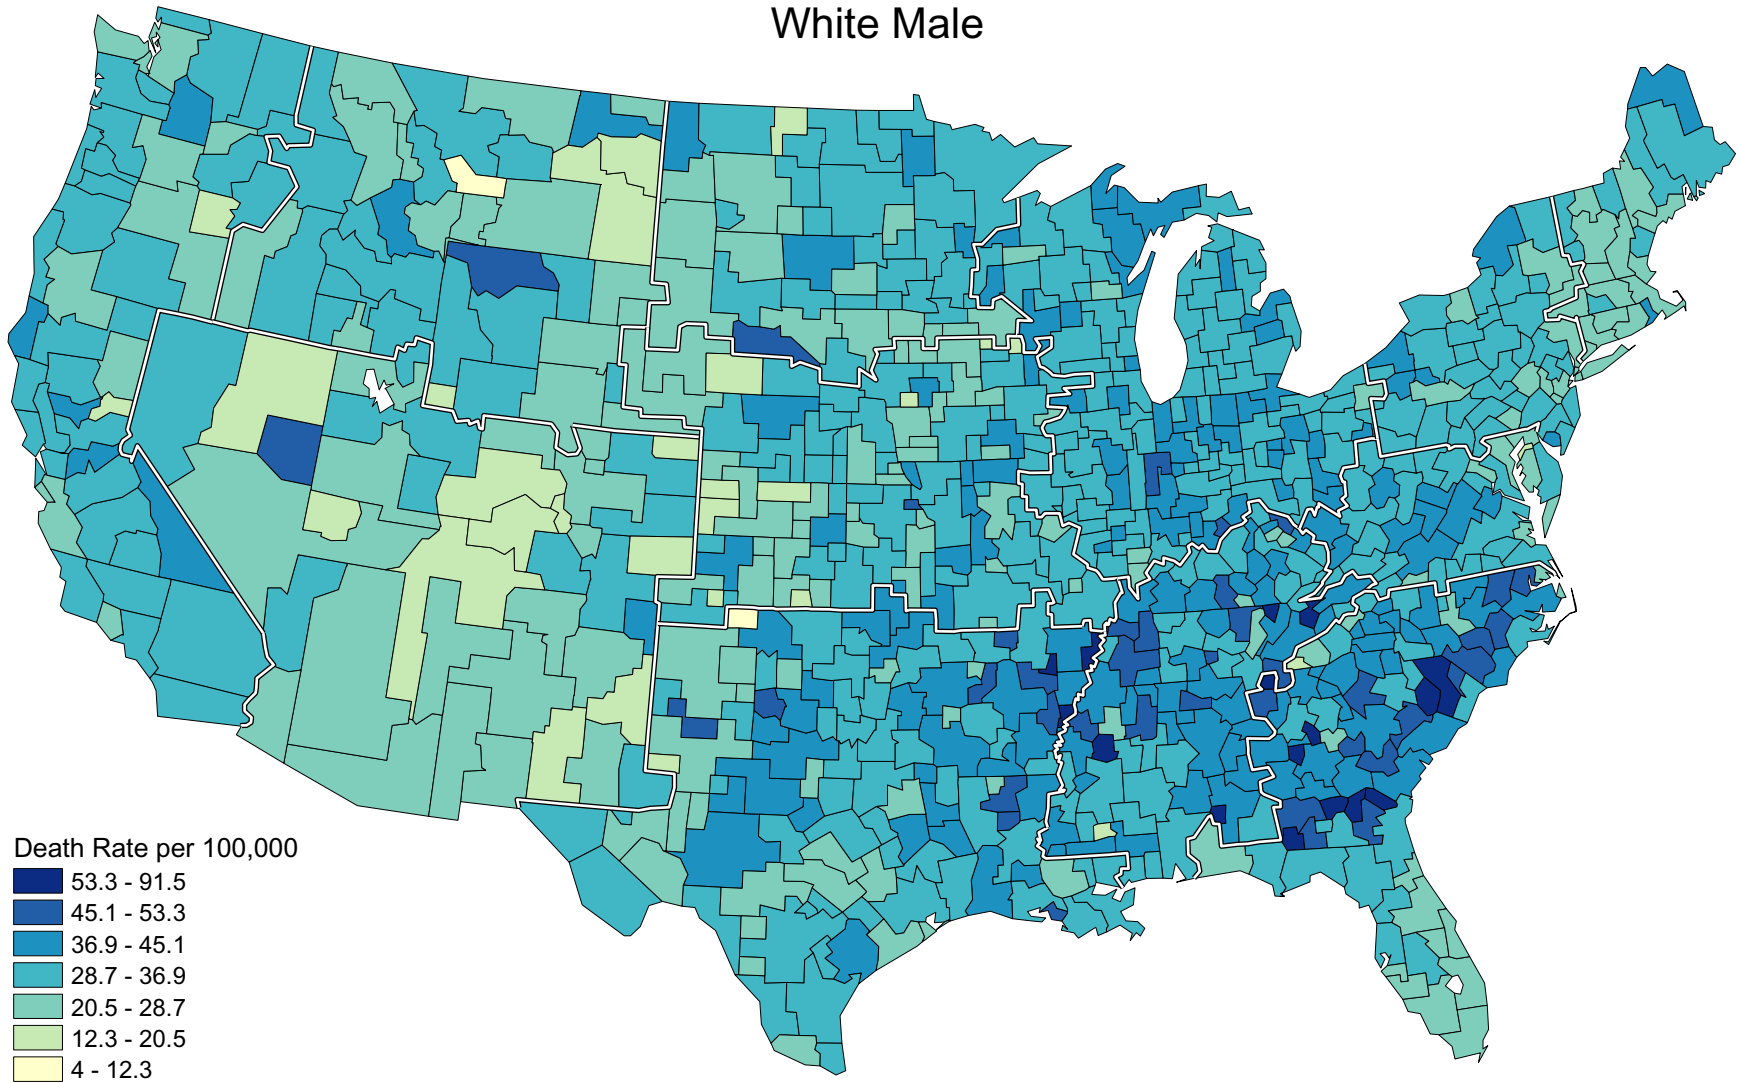 White Male
Death Rate per 100,000
53.3 - 91.5
45.1 - 53.3
36.9 - 45.1
28.7 - 36.9
20.5 - 28.7
12.3 - 20.5
4 - 12.3